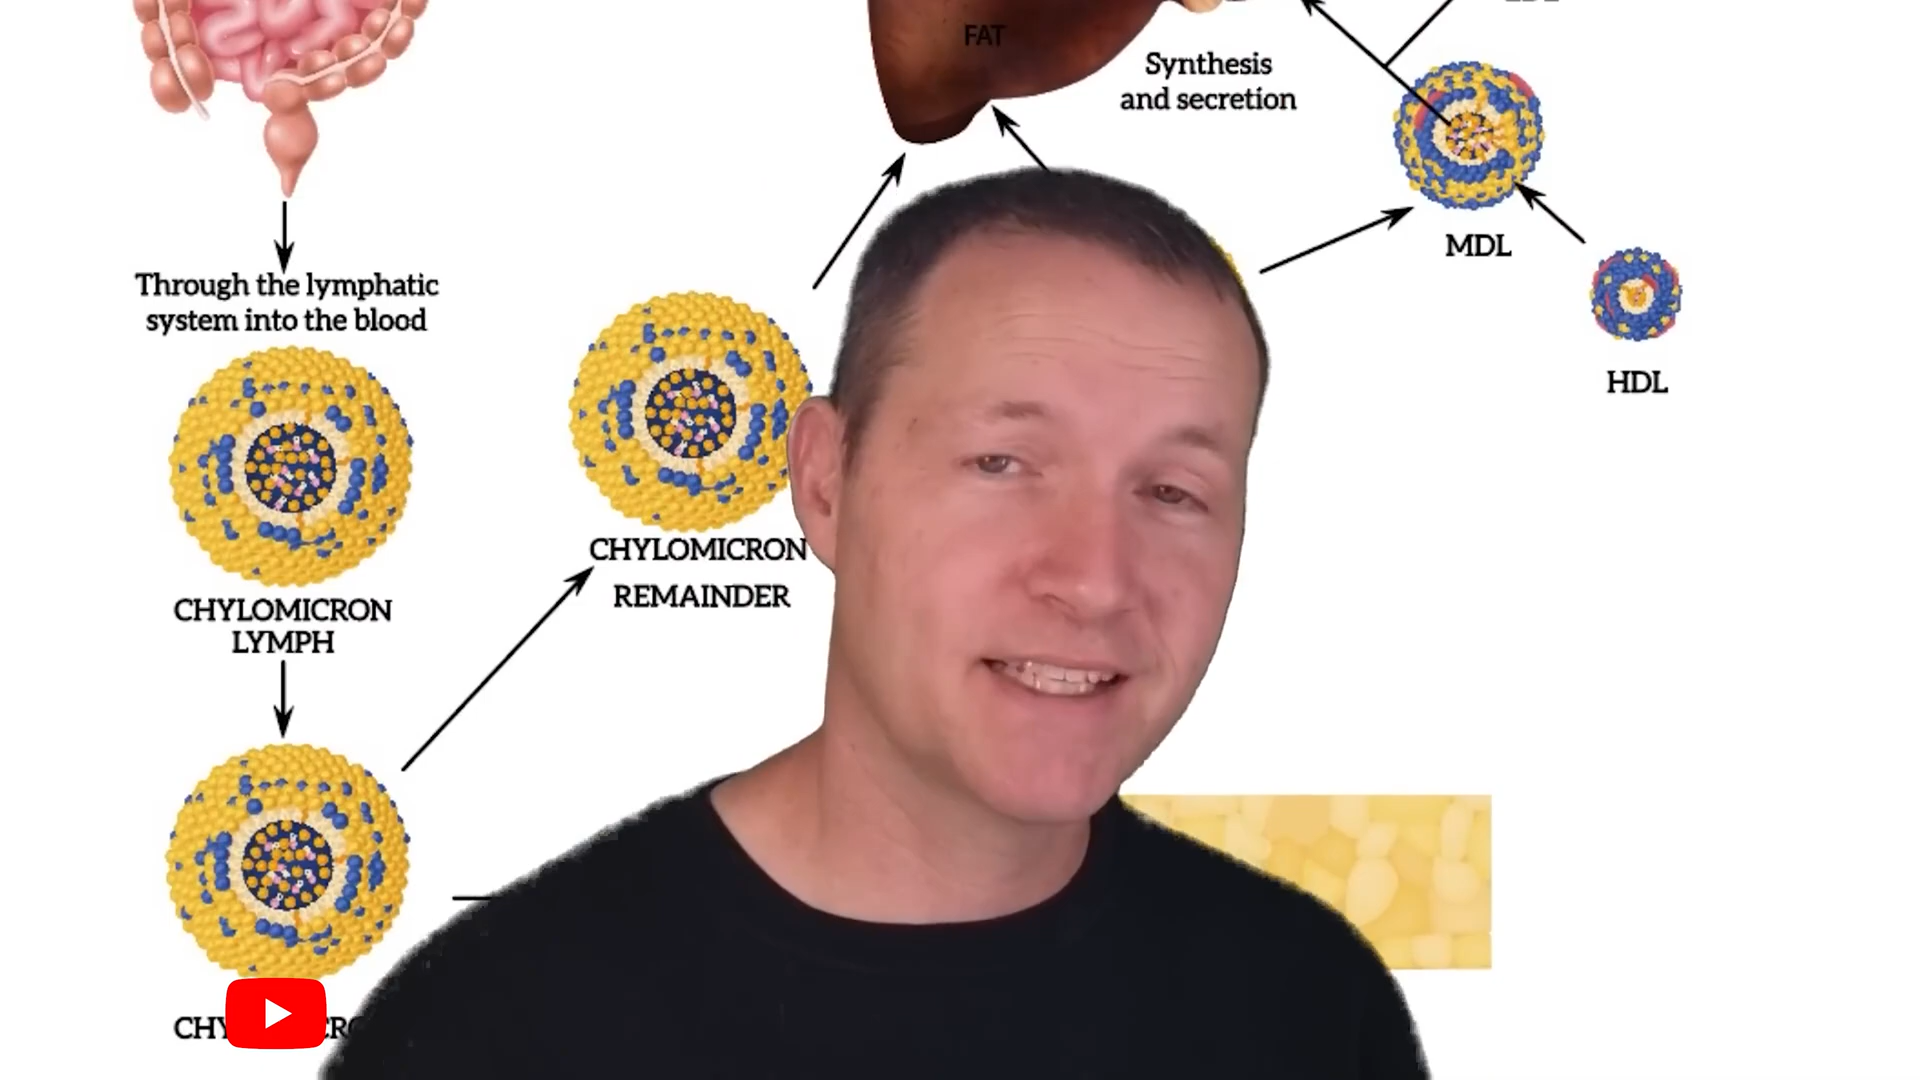 FAT
Synthesis
and secretion
MDL
HDL
Through the lymphatic
system into the blood
CHYLOMICRON
REMAINDER
CHYLOMICRON
LYMPH